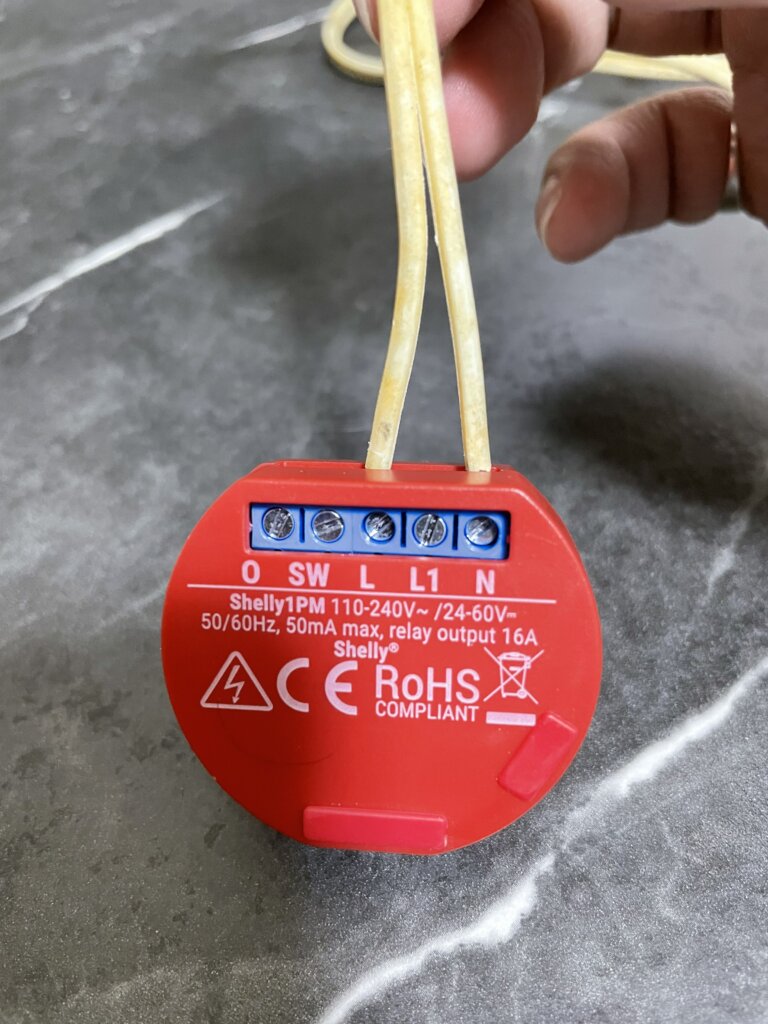 O SW L L1 N
Shelly1PM 110-240V~ /24-60V⎓
50/60Hz, 50mA max, relay output 16A
Shelly®
CE RoHS
COMPLIANT